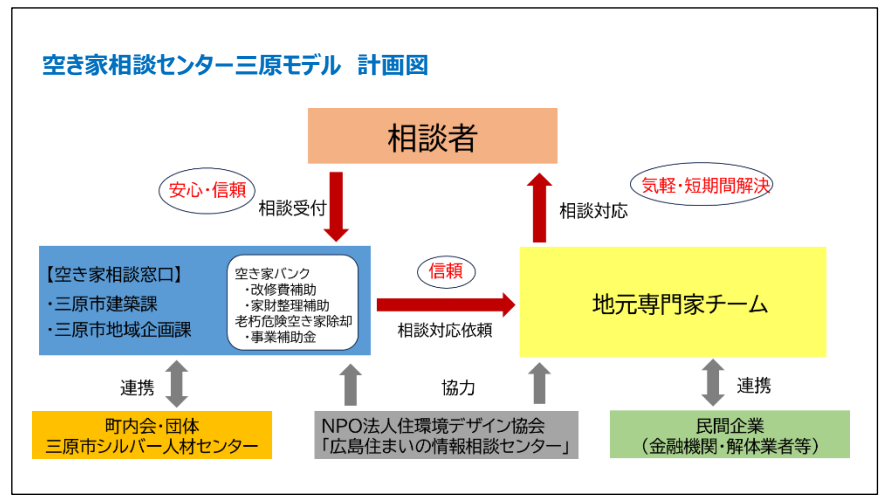 空き家相談センター三原モデル 計画図
相談者
安心・信頼
相談受付
気軽・短期間解決
相談対応
【空き家相談窓口】
・三原市建築課
・三原市地域企画課
空き家バンク
・改修費補助
・家財整理補助
老朽危険空き家除却
・事業補助金
信頼
相談対応依頼
地元専門家チーム
連携
協力
連携
町内会・団体
三原市シルバー人材センター
NPO法人住環境デザイン協会
「広島住まいの情報相談センター」
民間企業
（金融機関・解体業者等）